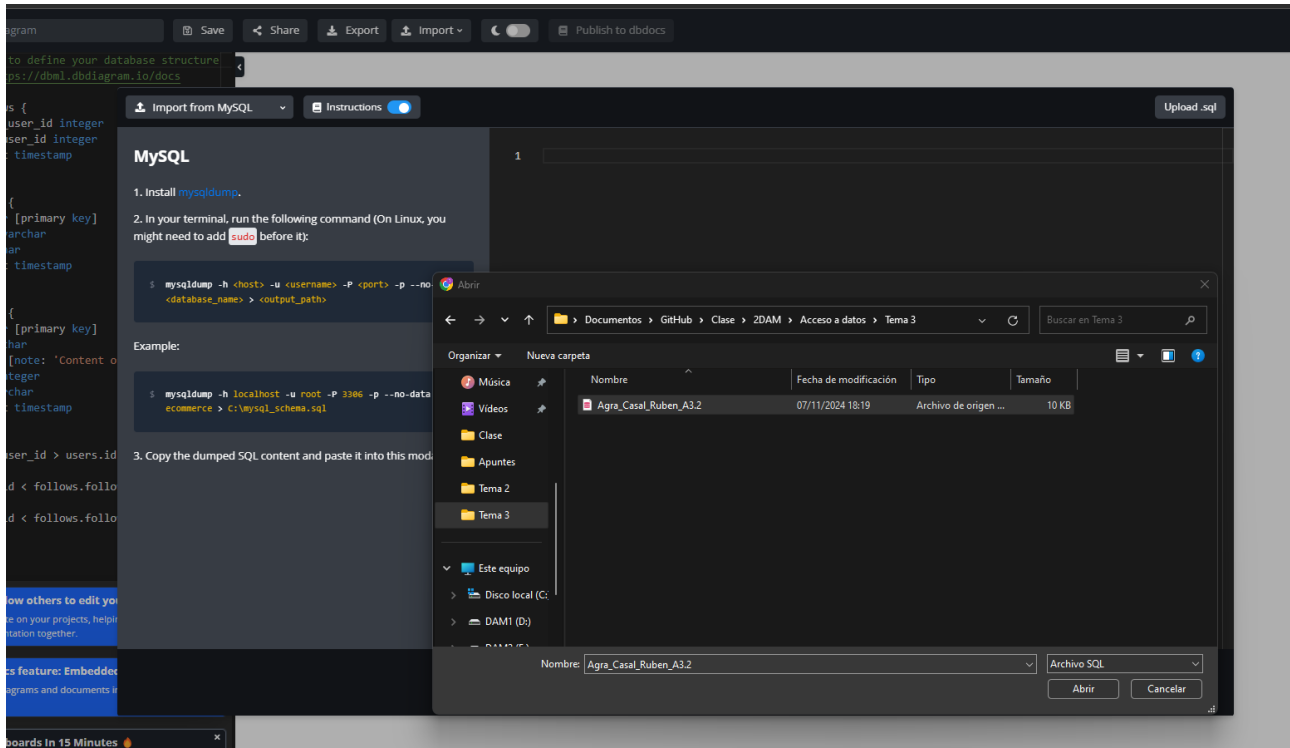 agram
Save
Share
Export
Import
Publish to dbdocs
to define your database structure
ps://dbml.dbdiagram.io/docs
s {
user_id integer
ser_id integer
timestamp
{
[primary key]
archar
ar
timestamp
{
[primary key]
har
[note: 'Content o
teger
char
timestamp
ser_id > users.id
d < follows.follo
d < follows.follo
low others to edit you
te on your projects, helpin
ntation together.
cs feature: Embedded
agrams and documents in
boards In 15 Minutes 🔥
×
Import from MySQL
Instructions
Upload .sql
MySQL
1. Install mysqldump.
2. In your terminal, run the following command (On Linux, you
might need to add sudo before it):
$ mysqldump -h <host> -u <username> -P <port> -p --no-
<database_name> > <output_path>
Example:
$ mysqldump -h localhost -u root -P 3306 -p --no-data
ecommerce > C:\mysql_schema.sql
3. Copy the dumped SQL content and paste it into this moda
1
Abrir
Documentos > GitHub > Clase > 2DAM > Acceso a datos > Tema 3
Buscar en Tema 3
Organizar
Nueva carpeta
Música
Vídeos
Clase
Apuntes
Tema 2
Tema 3
Este equipo
Disco local (C:
DAM1 (D:)
Nombre Fecha de modificación Tipo Tamaño
Agra_Casal_Ruben_A3.2 07/11/2024 18:19 Archivo de origen ... 10 KB
Nombre: Agra_Casal_Ruben_A3.2
Archivo SQL
Abrir
Cancelar